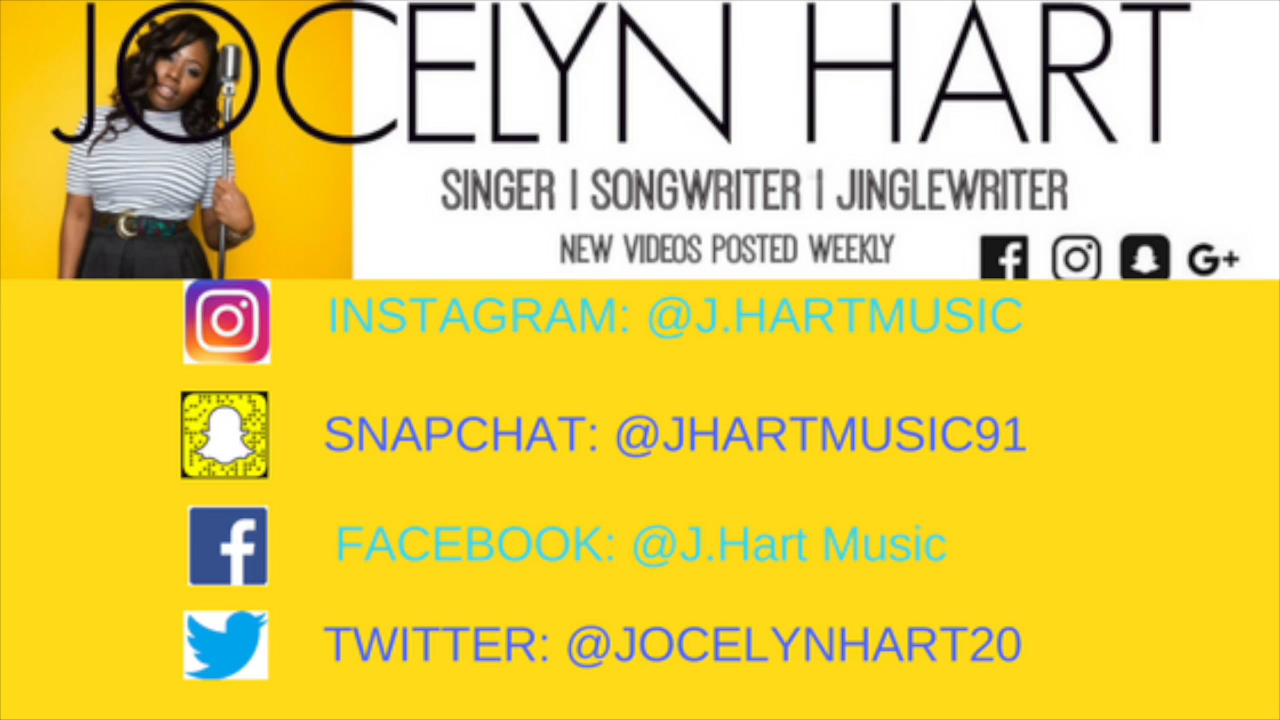 JOCELYN HART
SINGER | SONGWRITER | JINGLEWRITER
NEW VIDEOS POSTED WEEKLY
G+
INSTAGRAM: @J.HARTMUSIC
SNAPCHAT: @JHARTMUSIC91
FACEBOOK: @J.Hart Music
TWITTER: @JOCELYNHART20